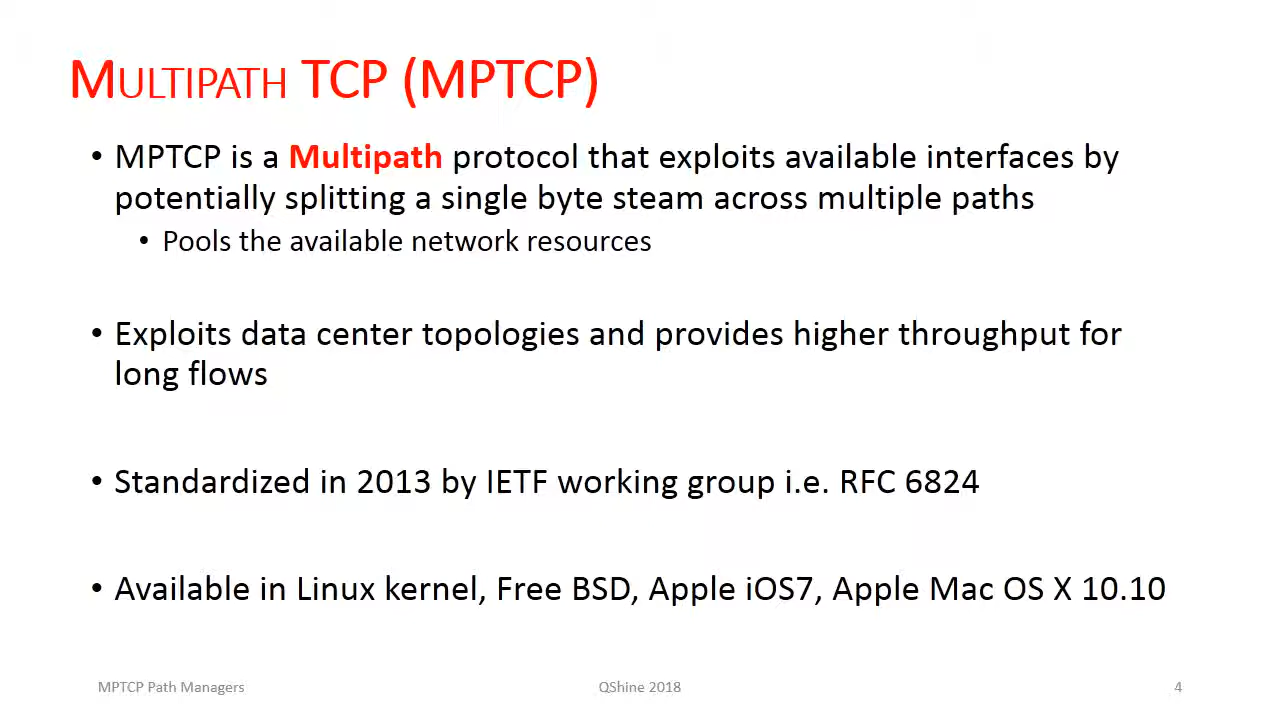 MULTIPATH TCP (MPTCP)
• MPTCP is a Multipath protocol that exploits available interfaces by
potentially splitting a single byte steam across multiple paths
• Pools the available network resources
• Exploits data center topologies and provides higher throughput for
long flows
• Standardized in 2013 by IETF working group i.e. RFC 6824
• Available in Linux kernel, Free BSD, Apple iOS7, Apple Mac OS X 10.10
MPTCP Path Managers
QShine 2018
4